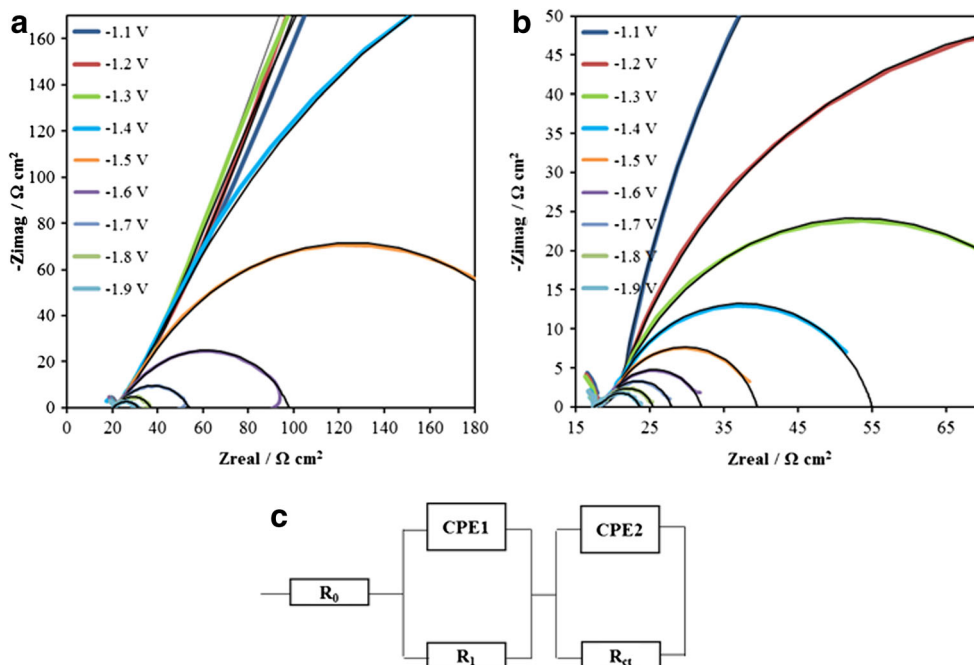 a
160
140
120
100
80
60
40
20
0
-Zimag / Ω cm²
-1.1 V
-1.2 V
-1.3 V
-1.4 V
-1.5 V
-1.6 V
-1.7 V
-1.8 V
-1.9 V
0 20 40 60 80 100 120 140 160 180
Zreal / Ω cm²
b
50
45
40
35
30
25
20
15
10
5
0
-Zimag / Ω cm²
-1.1 V
-1.2 V
-1.3 V
-1.4 V
-1.5 V
-1.6 V
-1.7 V
-1.8 V
-1.9 V
15 25 35 45 55 65
Zreal / Ω cm²
c
CPE1 CPE2
R₀
R₁ Rct